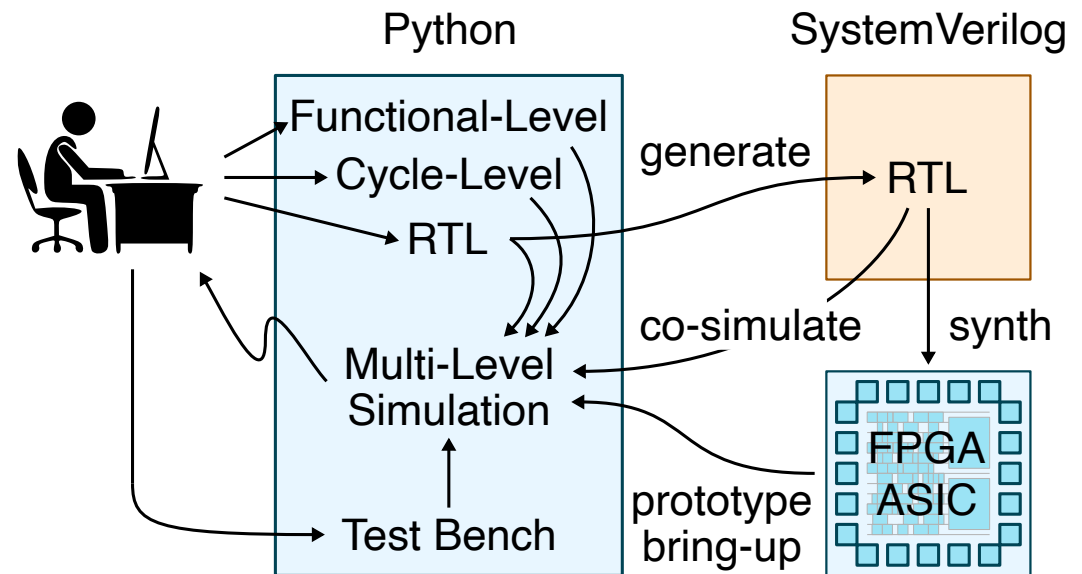 Python
SystemVerilog
Functional-Level
Cycle-Level
RTL
generate
RTL
co-simulate
synth
Multi-Level
Simulation
Test Bench
prototype
bring-up
FPGA
ASIC